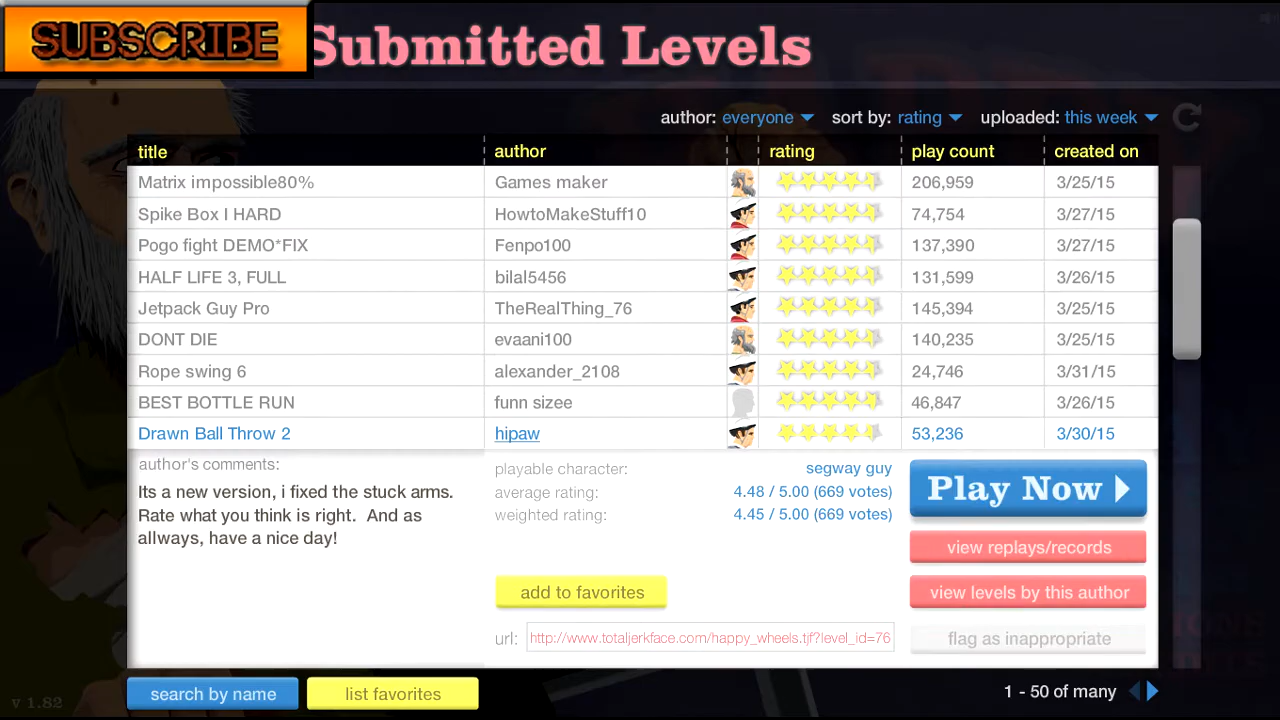 SUBSCRIBE
Submitted Levels
author: everyone sort by: rating uploaded: this week
title author rating play count created on
Matrix impossible80% Games maker 206,959 3/25/15
Spike Box I HARD HowtoMakeStuff10 74,754 3/27/15
Pogo fight DEMO*FIX Fenpo100 137,390 3/27/15
HALF LIFE 3, FULL bilal5456 131,599 3/26/15
Jetpack Guy Pro TheRealThing_76 145,394 3/25/15
DONT DIE evaani100 140,235 3/25/15
Rope swing 6 alexander_2108 24,746 3/31/15
BEST BOTTLE RUN funn sizee 46,847 3/26/15
Drawn Ball Throw 2 hipaw 53,236 3/30/15
author's comments:
Its a new version, i fixed the stuck arms.
Rate what you think is right. And as
allways, have a nice day!
playable character: segway guy
average rating: 4.48 / 5.00 (669 votes)
weighted rating: 4.45 / 5.00 (669 votes)
add to favorites
url: http://www.totaljerkface.com/happy_wheels.tjf?level_id=76
Play Now
view replays/records
view levels by this author
flag as inappropriate
search by name list favorites
1 - 50 of many
v 1.82